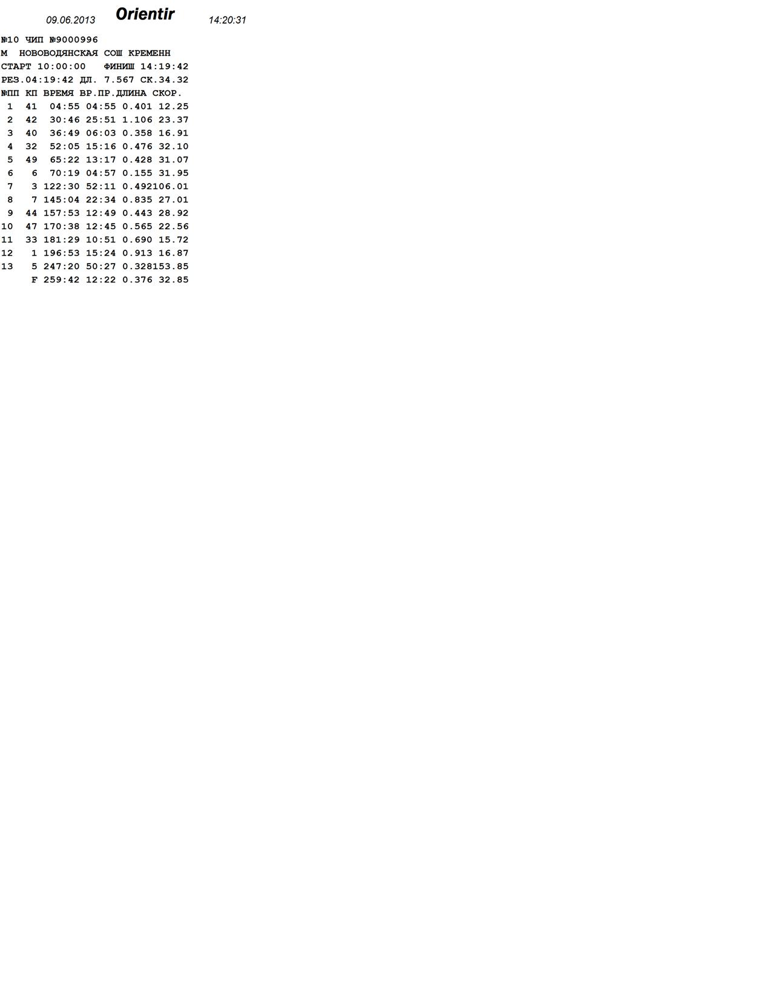 09.06.2013 Orientir 14:20:31
№10 ЧИП №9000996
М  НОВОВОДЯНСКАЯ СОШ КРЕМЕНН
СТАРТ 10:00:00   ФИНИШ 14:19:42
РЕЗ.04:19:42 ДЛ. 7.567 СК.34.32
№ПП КП ВРЕМЯ ВР.ПР.ДЛИНА СКОР.
 1  41  04:55 04:55 0.401 12.25
 2  42  30:46 25:51 1.106 23.37
 3  40  36:49 06:03 0.358 16.91
 4  32  52:05 15:16 0.476 32.10
 5  49  65:22 13:17 0.428 31.07
 6   6  70:19 04:57 0.155 31.95
 7   3 122:30 52:11 0.492106.01
 8   7 145:04 22:34 0.835 27.01
 9  44 157:53 12:49 0.443 28.92
10  47 170:38 12:45 0.565 22.56
11  33 181:29 10:51 0.690 15.72
12   1 196:53 15:24 0.913 16.87
13   5 247:20 50:27 0.328153.85
     F 259:42 12:22 0.376 32.85